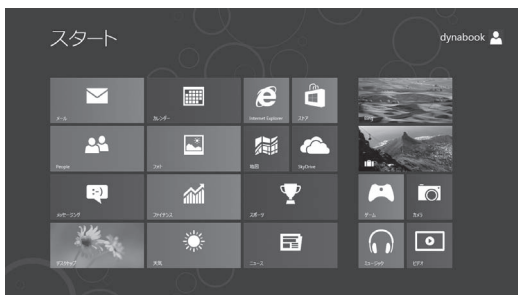 スタート
dynabook
メール
カレンダー
Internet Explorer
ストア
Bing
People
フォト
地図
SkyDrive
メッセージング
ファイナンス
スポーツ
ゲーム
カメラ
デスクトップ
天気
ニュース
ミュージック
ビデオ